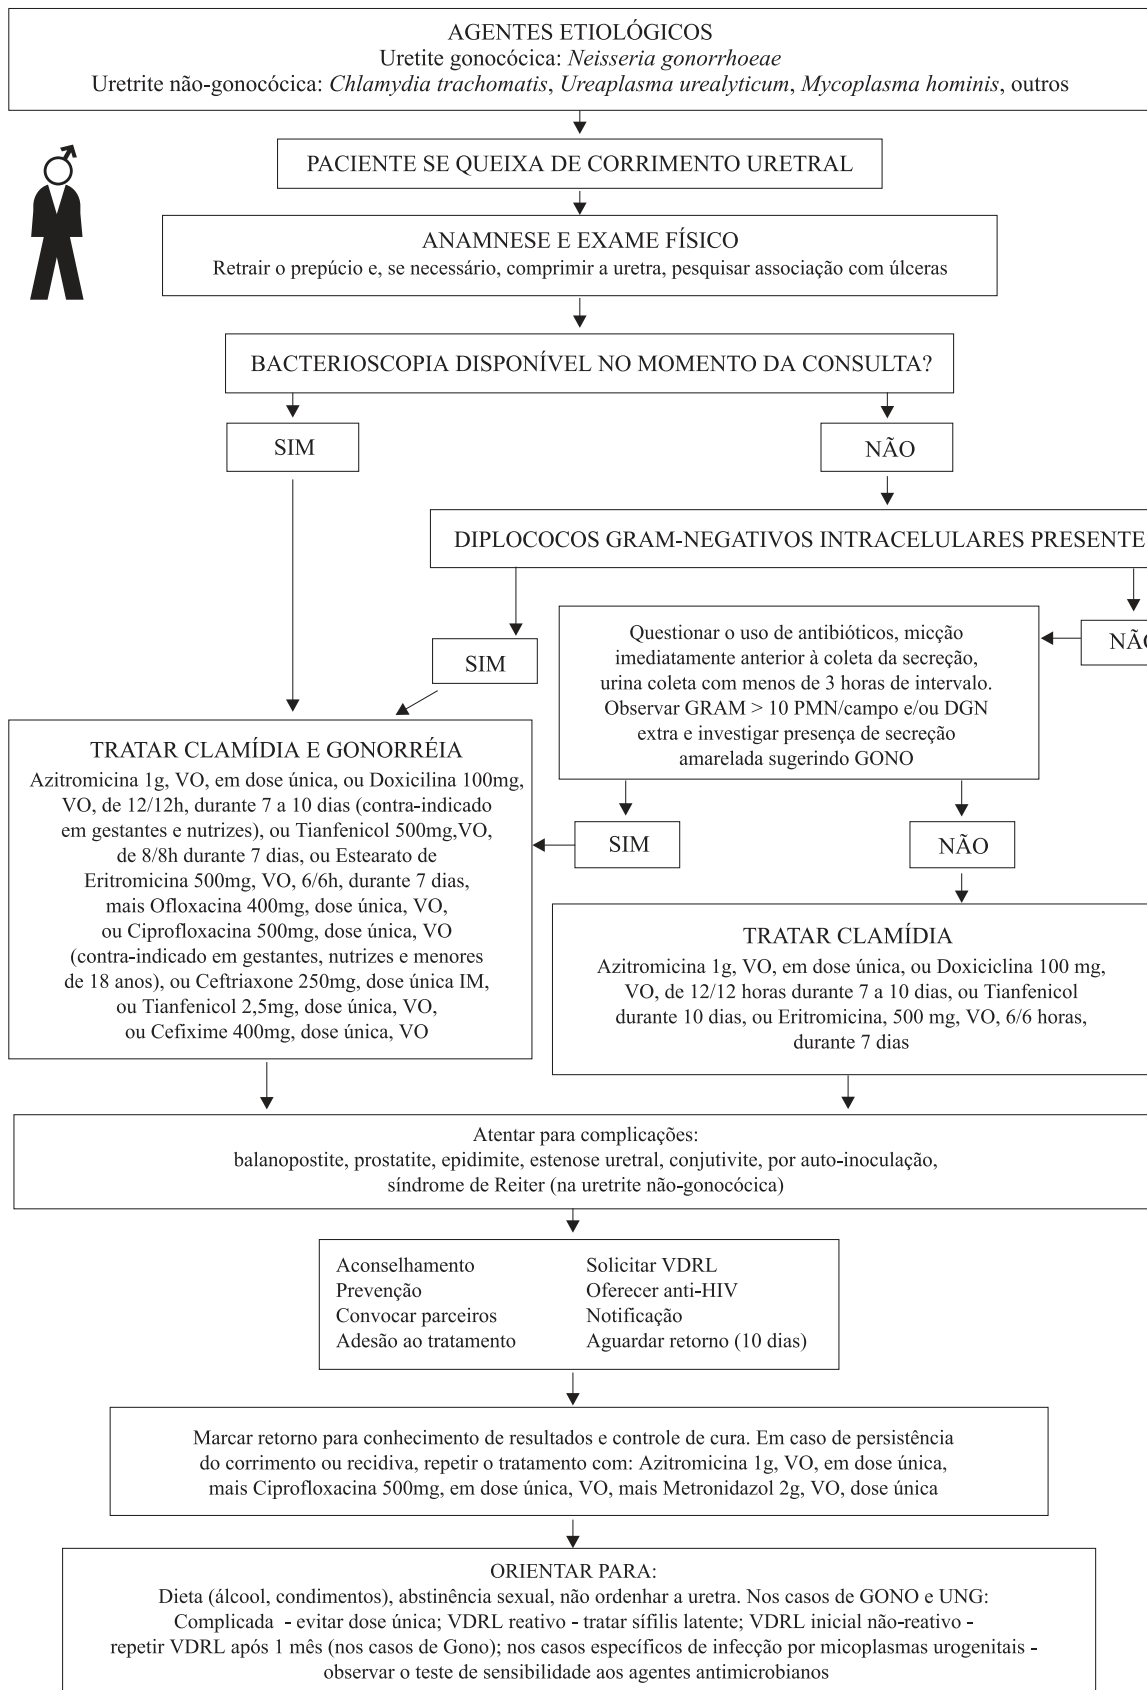 AGENTES ETIOLÓGICOS
Uretite gonocócica: Neisseria gonorrhoeae
Uretrite não-gonocócica: Chlamydia trachomatis, Ureaplasma urealyticum, Mycoplasma hominis, outros
PACIENTE SE QUEIXA DE CORRIMENTO URETRAL
ANAMNESE E EXAME FÍSICO
Retrair o prepúcio e, se necessário, comprimir a uretra, pesquisar associação com úlceras
BACTERIOSCOPIA DISPONÍVEL NO MOMENTO DA CONSULTA?
SIM
NÃO
DIPLOCOCOS GRAM-NEGATIVOS INTRACELULARES PRESENTE
SIM
Questionar o uso de antibióticos, micção
imediatamente anterior à coleta da secreção,
urina coleta com menos de 3 horas de intervalo.
Observar GRAM > 10 PMN/campo e/ou DGN
extra e investigar presença de secreção
amarelada sugerindo GONO
NÃO
TRATAR CLAMÍDIA E GONORRÉIA
Azitromicina 1g, VO, em dose única, ou Doxicilina 100mg,
VO, de 12/12h, durante 7 a 10 dias (contra-indicado
em gestantes e nutrizes), ou Tianfenicol 500mg,VO,
de 8/8h durante 7 dias, ou Estearato de
Eritromicina 500mg, VO, 6/6h, durante 7 dias,
mais Ofloxacina 400mg, dose única, VO,
ou Ciprofloxacina 500mg, dose única, VO
(contra-indicado em gestantes, nutrizes e menores
de 18 anos), ou Ceftriaxone 250mg, dose única IM,
ou Tianfenicol 2,5mg, dose única, VO,
ou Cefixime 400mg, dose única, VO
SIM
NÃO
TRATAR CLAMÍDIA
Azitromicina 1g, VO, em dose única, ou Doxiciclina 100 mg,
VO, de 12/12 horas durante 7 a 10 dias, ou Tianfenicol
durante 10 dias, ou Eritromicina, 500 mg, VO, 6/6 horas,
durante 7 dias
Atentar para complicações:
balanopostite, prostatite, epidimite, estenose uretral, conjutivite, por auto-inoculação,
síndrome de Reiter (na uretrite não-gonocócica)
Aconselhamento
Prevenção
Convocar parceiros
Adesão ao tratamento
Solicitar VDRL
Oferecer anti-HIV
Notificação
Aguardar retorno (10 dias)
Marcar retorno para conhecimento de resultados e controle de cura. Em caso de persistência
do corrimento ou recidiva, repetir o tratamento com: Azitromicina 1g, VO, em dose única,
mais Ciprofloxacina 500mg, em dose única, VO, mais Metronidazol 2g, VO, dose única
ORIENTAR PARA:
Dieta (álcool, condimentos), abstinência sexual, não ordenhar a uretra. Nos casos de GONO e UNG:
Complicada - evitar dose única; VDRL reativo - tratar sífilis latente; VDRL inicial não-reativo -
repetir VDRL após 1 mês (nos casos de Gono); nos casos específicos de infecção por micoplasmas urogenitais -
observar o teste de sensibilidade aos agentes antimicrobianos